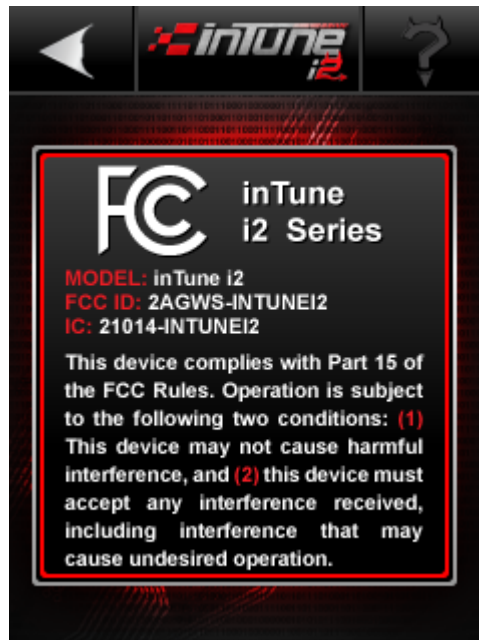 inTune
i2
?
FC
inTune
i2 Series
MODEL: inTune i2
FCC ID: 2AGWS-INTUNEI2
IC: 21014-INTUNEI2
This device complies with Part 15 of
the FCC Rules. Operation is subject
to the following two conditions: (1)
This device may not cause harmful
interference, and (2) this device must
accept any interference received,
including interference that may
cause undesired operation.